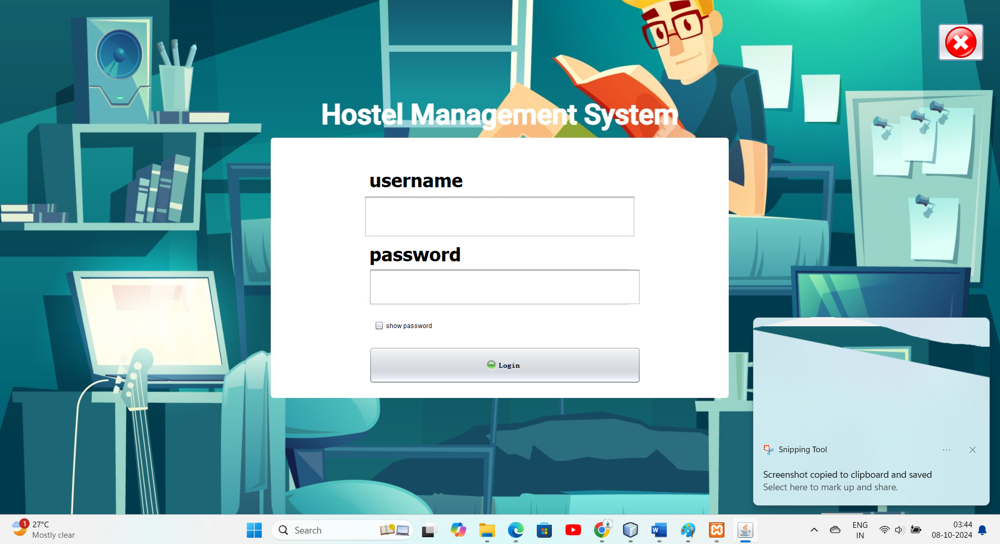 Hostel Management System
username
password
show password
Login
Snipping Tool
Screenshot copied to clipboard and saved
Select here to mark up and share.
1
27°C
Mostly clear
Search
ENG
IN
03:44
08-10-2024